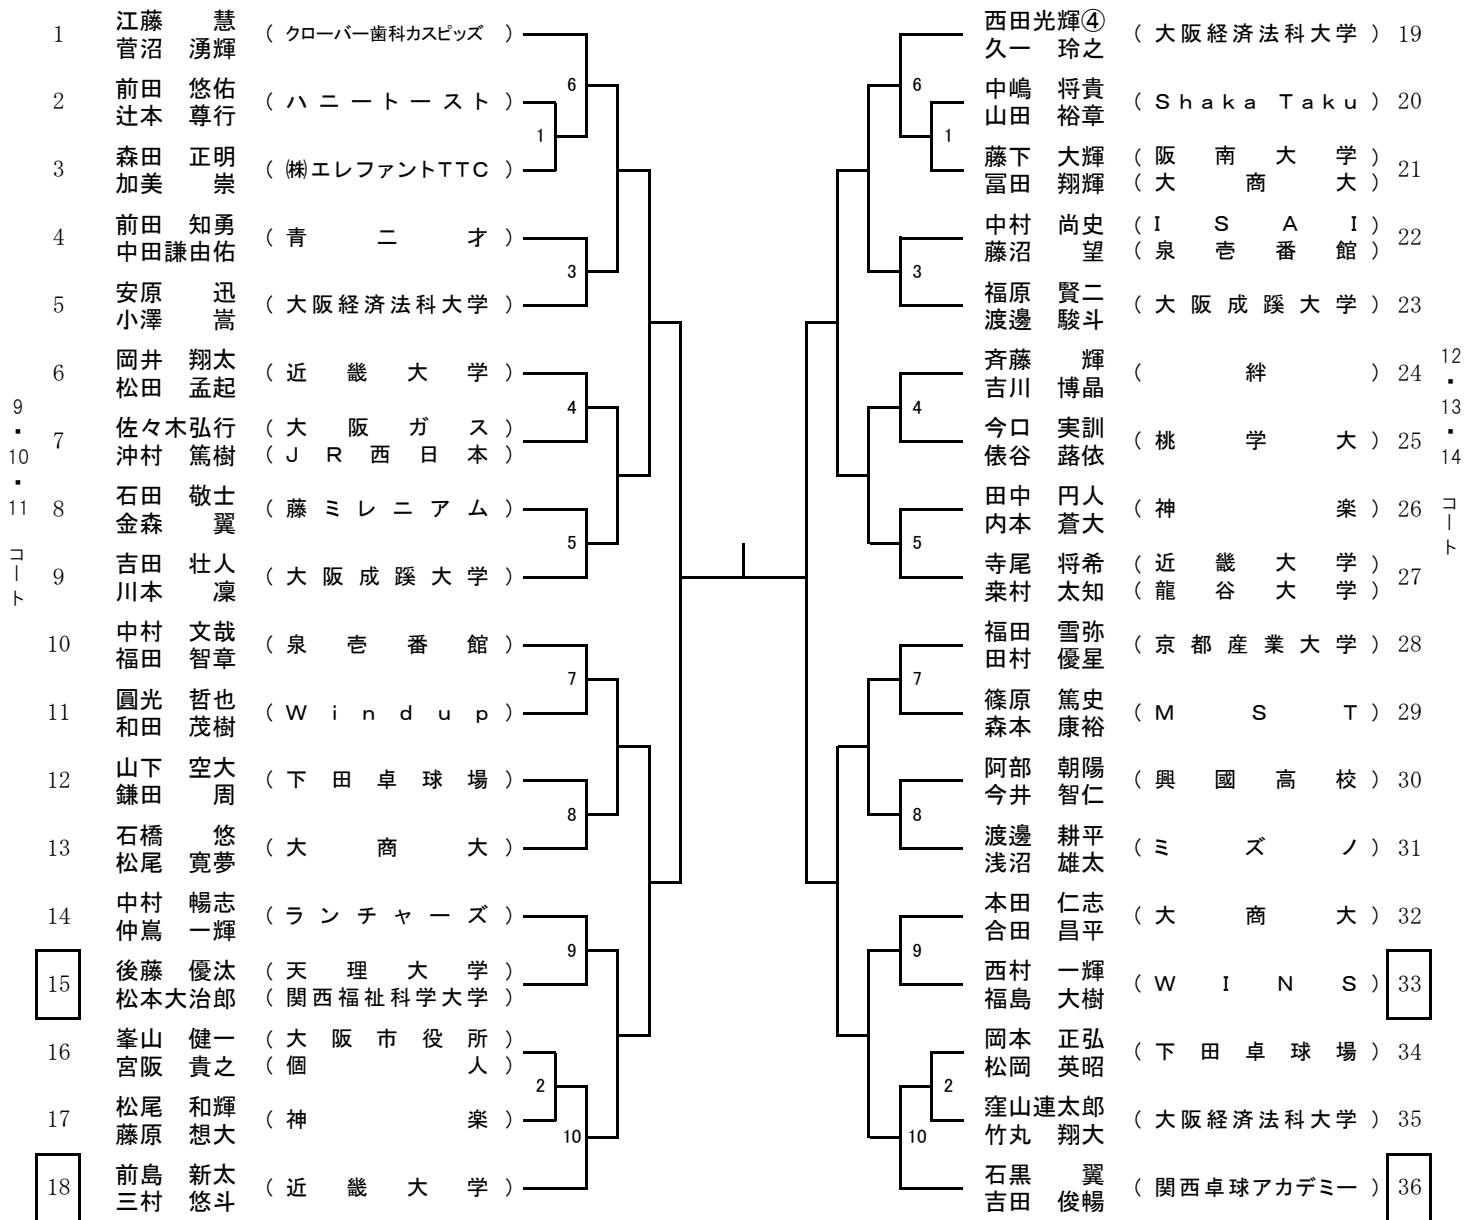 1 江藤 慧 (クローバー歯科カスピッズ)
菅沼 湧輝
2 前田 悠佑 (ハニートースト)
辻本 尊行
3 森田 正明 (㈱エレファントTTC)
加美 崇
4 前田 知勇 (青二才)
中田謙由佑
5 安原 迅 (大阪経済法科大学)
小澤 嵩
6 岡井 翔太 (近畿大学)
松田 孟起
7 佐々木弘行 (大阪ガス)
沖村 篤樹 (JR西日本)
8 石田 敬士 (藤ミレニアム)
金森 翼
9 吉田 壮人 (大阪成蹊大学)
川本 凜
10 中村 文哉 (泉壱番館)
福田 智章
11 圓光 哲也 (Windup)
和田 茂樹
12 山下 空大 (下田卓球場)
鎌田 周
13 石橋 悠 (大商大)
松尾 寛夢
14 中村 暢志 (ランチャーズ)
仲嶌 一輝
15 後藤 優汰 (天理大学)
松本大治郎 (関西福祉科学大学)
16 峯山 健一 (大阪市役所)
宮阪 貴之 (個人)
17 松尾 和輝 (神楽)
藤原 想大
18 前島 新太 (近畿大学)
三村 悠斗
9・10・11 コート
6
1
3
4
5
7
8
9
2
10
西田光輝④ (大阪経済法科大学) 19
久一 玲之
中嶋 将貴 (Shaka Taku) 20
山田 裕章
藤下 大輝 (阪南大学) 21
冨田 翔輝 (大商大)
中村 尚史 (ISAI) 22
藤沼 望 (泉壱番館)
福原 賢二 (大阪成蹊大学) 23
渡邊 駿斗
斉藤 輝 (絆) 24
吉川 博晶
今口 実訓 (桃学大) 25
俵谷 蕗依
田中 円人 (神楽) 26
内本 蒼大
寺尾 将希 (近畿大学) 27
桒村 太知 (龍谷大学)
福田 雪弥 (京都産業大学) 28
田村 優星
篠原 篤史 (MST) 29
森本 康裕
阿部 朝陽 (興國高校) 30
今井 智仁
渡邊 耕平 (ミズノ) 31
浅沼 雄太
本田 仁志 (大商大) 32
合田 昌平
西村 一輝 (WINS) 33
福島 大樹
岡本 正弘 (下田卓球場) 34
松岡 英昭
窪山連太郎 (大阪経済法科大学) 35
竹丸 翔大
石黒 翼 (関西卓球アカデミー) 36
吉田 俊暢
6
1
3
4
5
7
8
9
2
10
12・13・14 コート